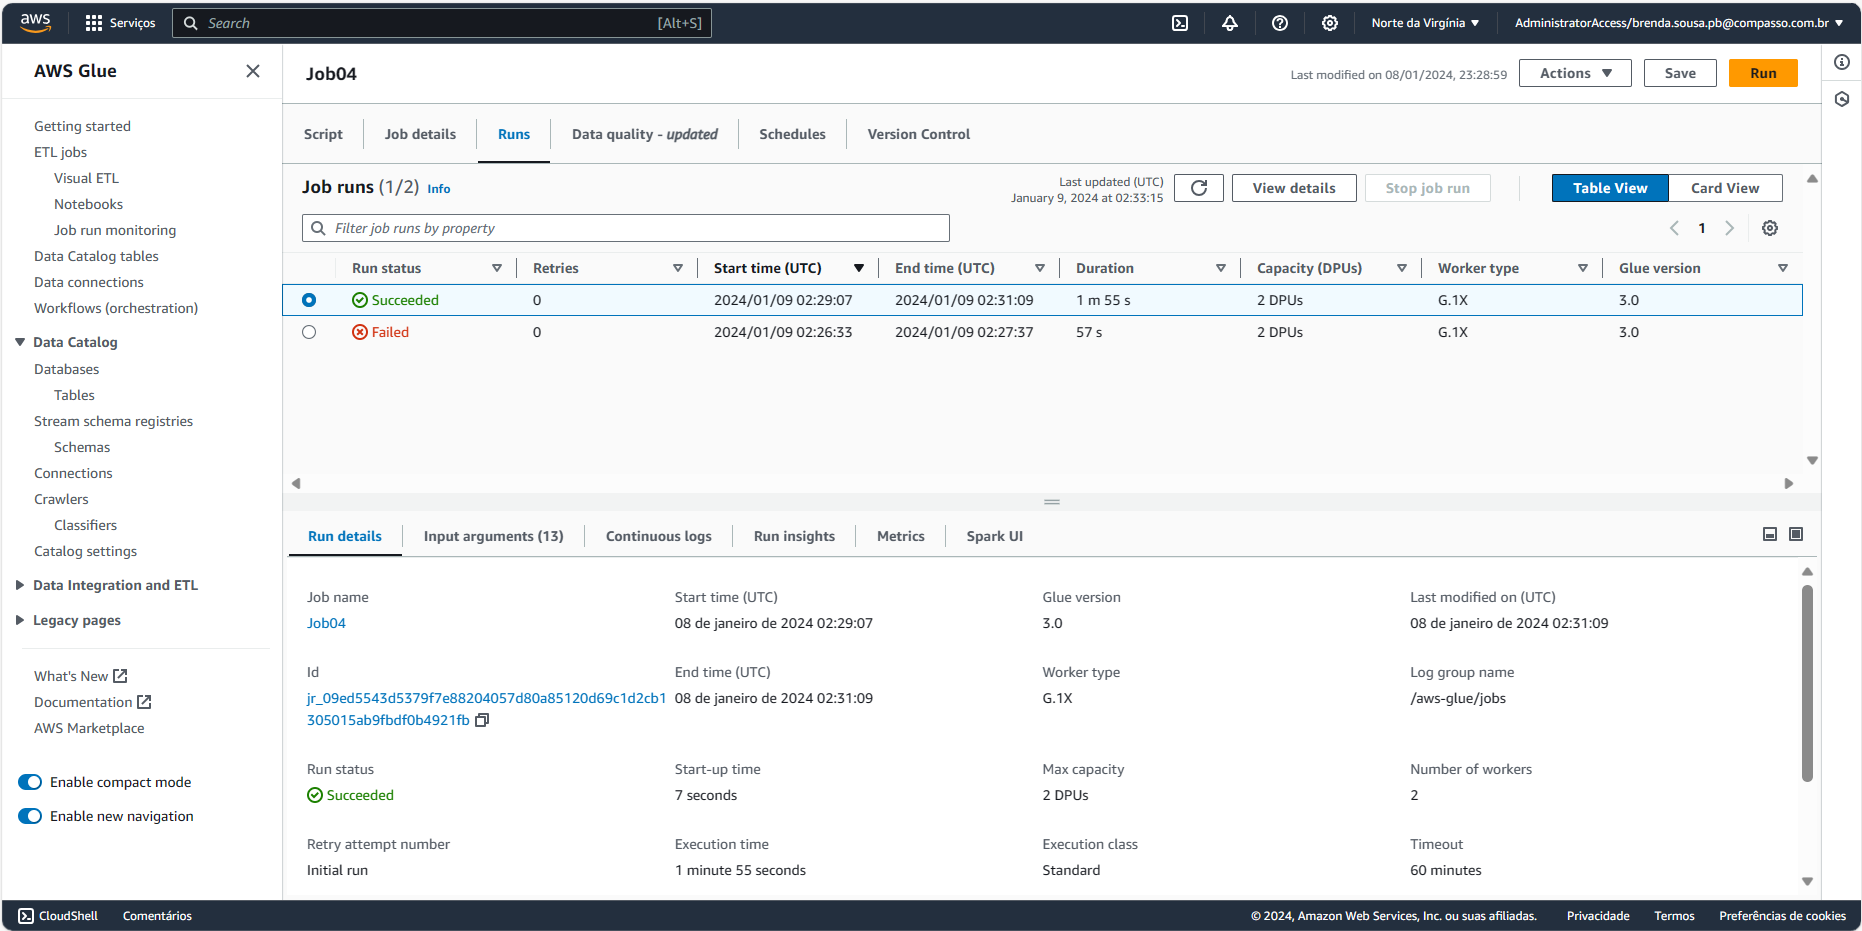 aws Serviços Search [Alt+S] Norte da Virgínia AdministratorAccess/brenda.sousa.pb@compasso.com.br
AWS Glue
Getting started
ETL jobs
Visual ETL
Notebooks
Job run monitoring
Data Catalog tables
Data connections
Workflows (orchestration)
Data Catalog
Databases
Tables
Stream schema registries
Schemas
Connections
Crawlers
Classifiers
Catalog settings
Data Integration and ETL
Legacy pages
What's New
Documentation
AWS Marketplace
Enable compact mode
Enable new navigation
Job04 Last modified on 08/01/2024, 23:28:59 Actions Save Run
Script Job details Runs Data quality - updated Schedules Version Control
Job runs (1/2) Info
Last updated (UTC)
January 9, 2024 at 02:33:15
View details Stop job run Table View Card View
Filter job runs by property 1
Run status Retries Start time (UTC) End time (UTC) Duration Capacity (DPUs) Worker type Glue version
Succeeded 0 2024/01/09 02:29:07 2024/01/09 02:31:09 1 m 55 s 2 DPUs G.1X 3.0
Failed 0 2024/01/09 02:26:33 2024/01/09 02:27:37 57 s 2 DPUs G.1X 3.0
Run details Input arguments (13) Continuous logs Run insights Metrics Spark UI
Job name Start time (UTC) Glue version Last modified on (UTC)
Job04 08 de janeiro de 2024 02:29:07 3.0 08 de janeiro de 2024 02:31:09
Id End time (UTC) Worker type Log group name
jr_09ed5543d5379f7e88204057d80a85120d69c1d2cb1 08 de janeiro de 2024 02:31:09 G.1X /aws-glue/jobs
305015ab9fbdf0b4921fb
Run status Start-up time Max capacity Number of workers
Succeeded 7 seconds 2 DPUs 2
Retry attempt number Execution time Execution class Timeout
Initial run 1 minute 55 seconds Standard 60 minutes
CloudShell Comentários © 2024, Amazon Web Services, Inc. ou suas afiliadas. Privacidade Termos Preferências de cookies